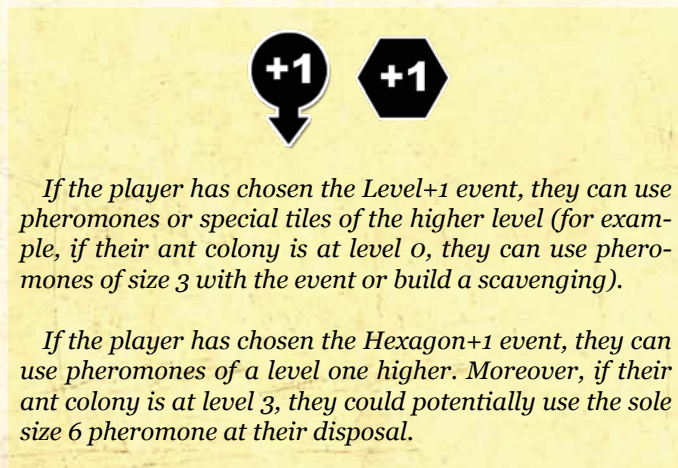 +1 +1
If the player has chosen the Level+1 event, they can use
pheromones or special tiles of the higher level (for exam-
ple, if their ant colony is at level 0, they can use phero-
mones of size 3 with the event or build a scavenging).
If the player has chosen the Hexagon+1 event, they can
use pheromones of a level one higher. Moreover, if their
ant colony is at level 3, they could potentially use the sole
size 6 pheromone at their disposal.